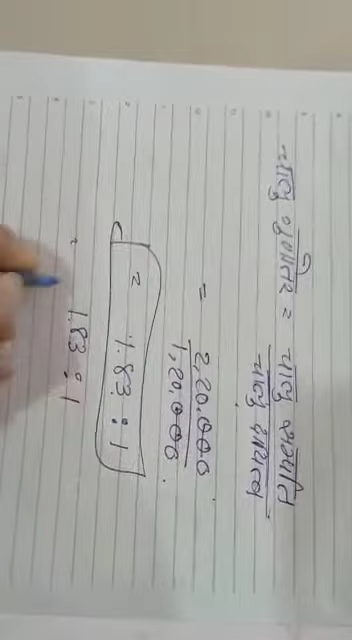 ચાલુ ગુણોત્તર = ચાલુ મિલકતો
ચાલુ દેવાં
= 2,20,000
1,20,000
= 1.83 : 1
= 1.83 : 1